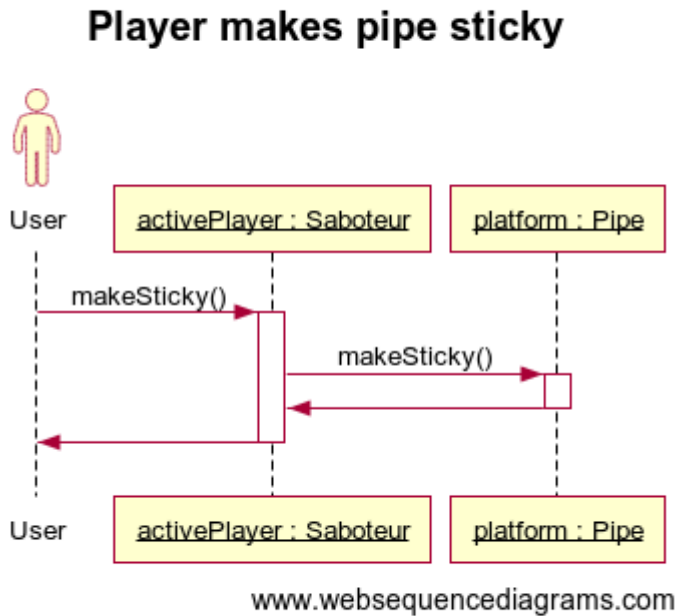 Player makes pipe sticky
User
activePlayer : Saboteur
platform : Pipe
makeSticky()
makeSticky()
User
activePlayer : Saboteur
platform : Pipe
www.websequencediagrams.com